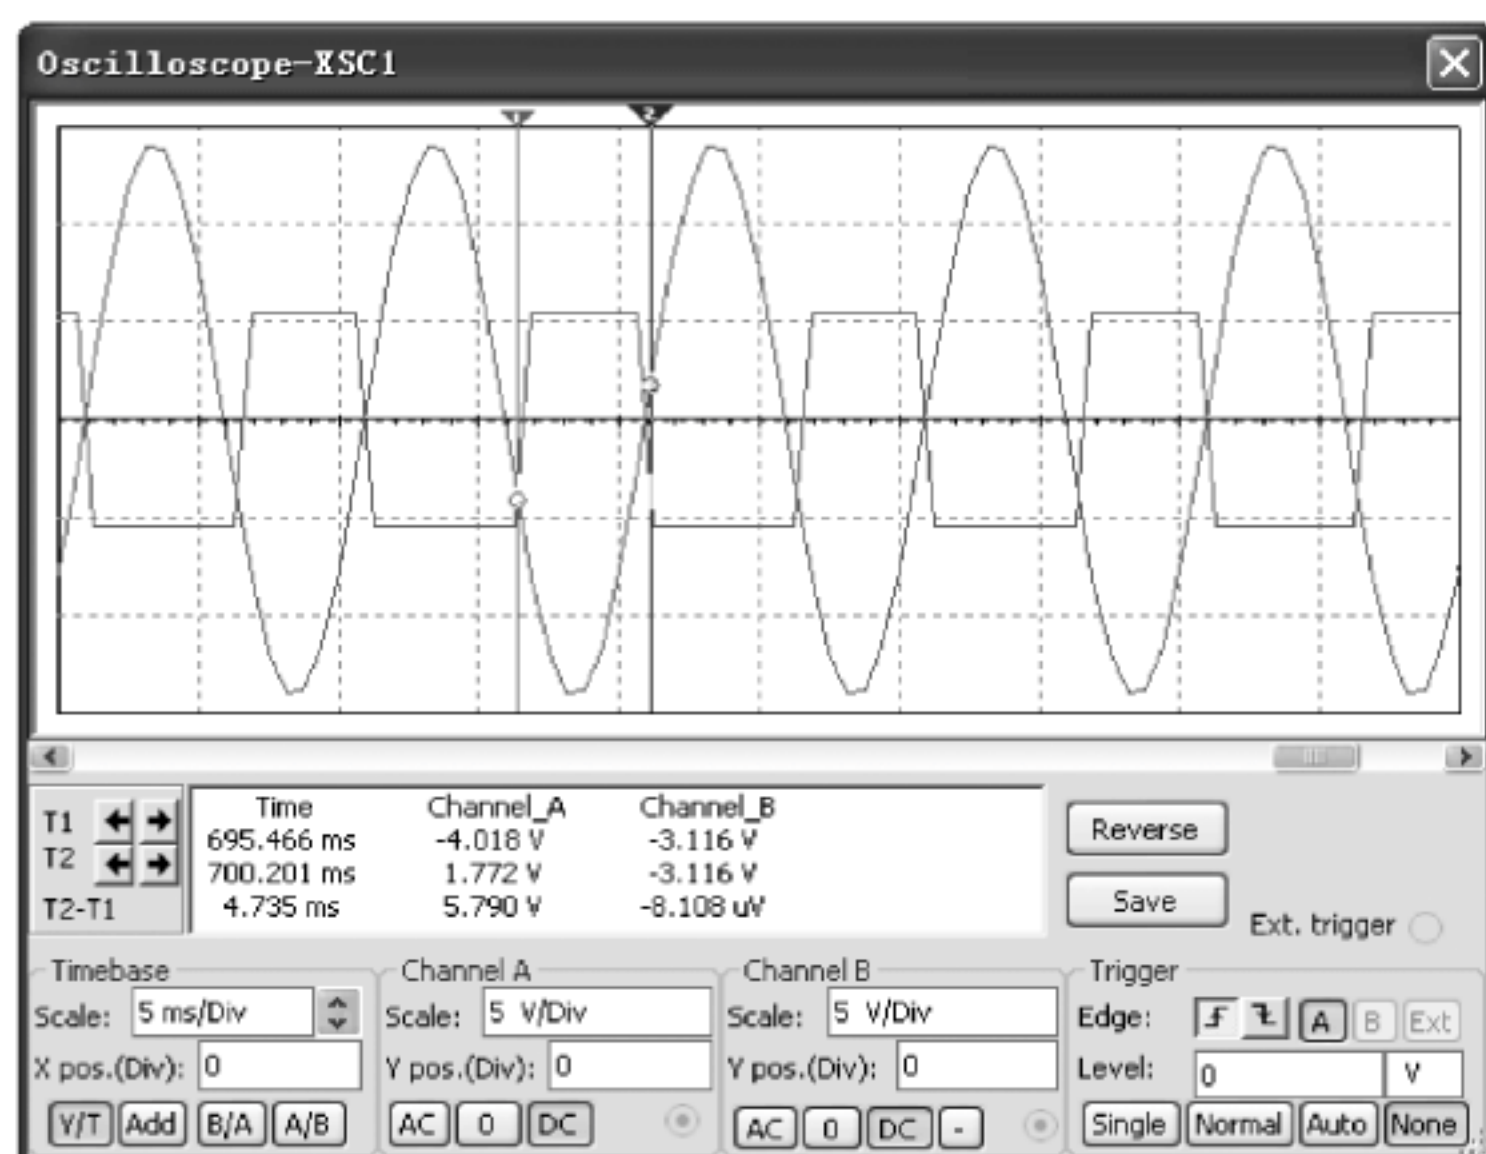 Oscilloscope-XSC1
1 2
Time Channel_A Channel_B
T1 695.466 ms -4.018 V -3.116 V
T2 700.201 ms 1.772 V -3.116 V
T2-T1 4.735 ms 5.790 V -8.108 uV
Reverse
Save
Ext. trigger
Timebase
Scale: 5 ms/Div
X pos.(Div): 0
Y/T Add B/A A/B
Channel A
Scale: 5 V/Div
Y pos.(Div): 0
AC 0 DC
Channel B
Scale: 5 V/Div
Y pos.(Div): 0
AC 0 DC -
Trigger
Edge: A B Ext
Level: 0 V
Single Normal Auto None